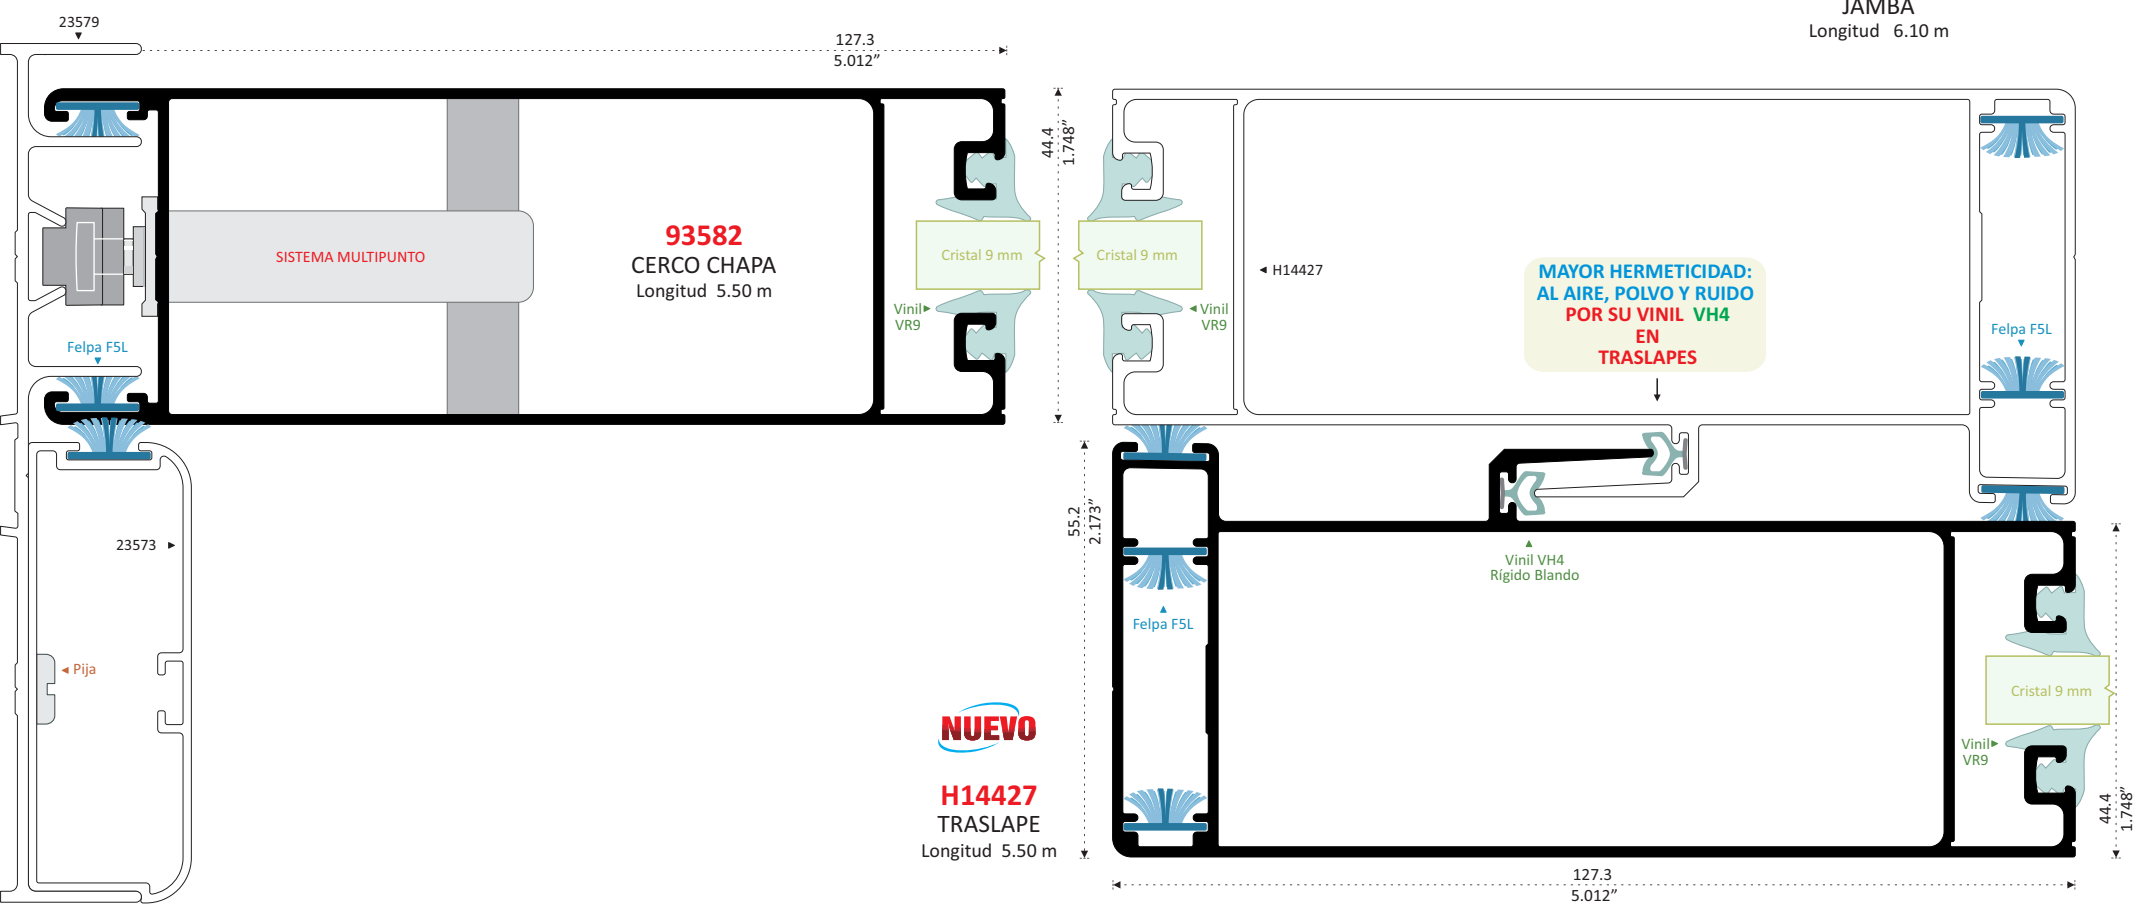 23579
JAMBA
Longitud 6.10 m
127.3
5.012”
44.4
1.748”
SISTEMA MULTIPUNTO
93582
CERCO CHAPA
Longitud 5.50 m
Cristal 9 mm
Cristal 9 mm
H14427
MAYOR HERMETICIDAD:
AL AIRE, POLVO Y RUIDO
POR SU VINIL VH4
EN
TRASLAPES
Vinil
VR9
Vinil
VR9
Felpa F5L
Felpa F5L
55.2
2.173”
23573
Vinil VH4
Rígido Blando
Felpa F5L
Pija
Cristal 9 mm
NUEVO
Vinil
VR9
H14427
TRASLAPE
Longitud 5.50 m
44.4
1.748”
127.3
5.012”